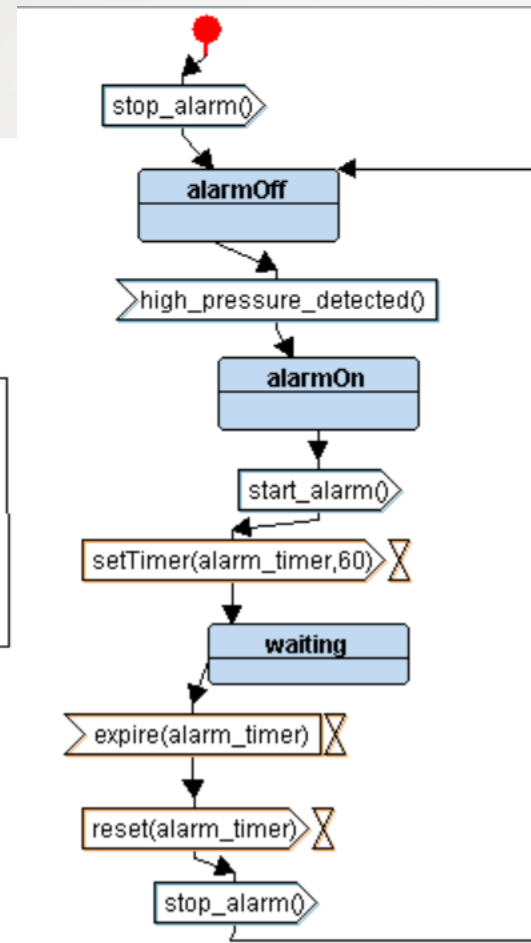 stop_alarm()
alarmOff
high_pressure_detected()
alarmOn
start_alarm()
setTimer(alarm_timer,60)
waiting
expire(alarm_timer)
reset(alarm_timer)
stop_alarm()